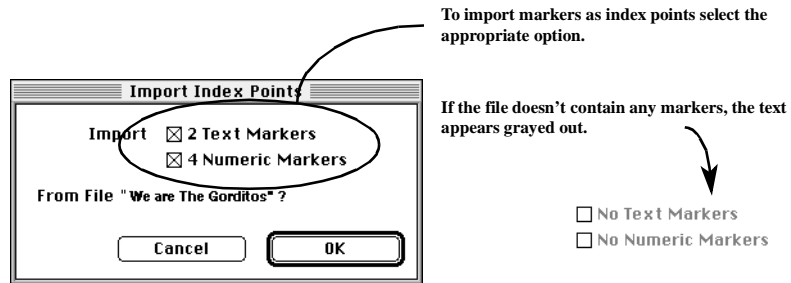 To import markers as index points select the
appropriate option.
Import Index Points
Import 2 Text Markers
4 Numeric Markers
From File "We are The Gorditos" ?
Cancel OK
If the file doesn't contain any markers, the text
appears grayed out.
No Text Markers
No Numeric Markers